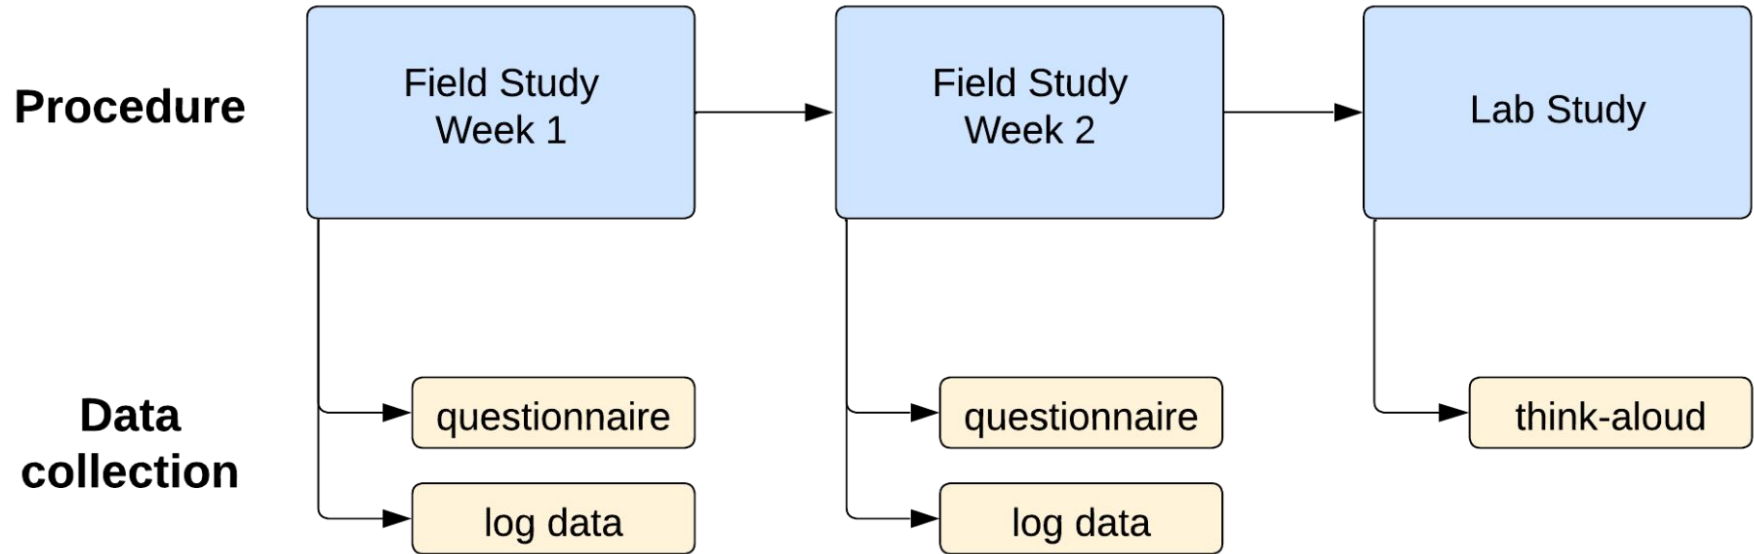 Procedure
Field Study
Week 1
Field Study
Week 2
Lab Study
Data
collection
questionnaire
questionnaire
think-aloud
log data
log data